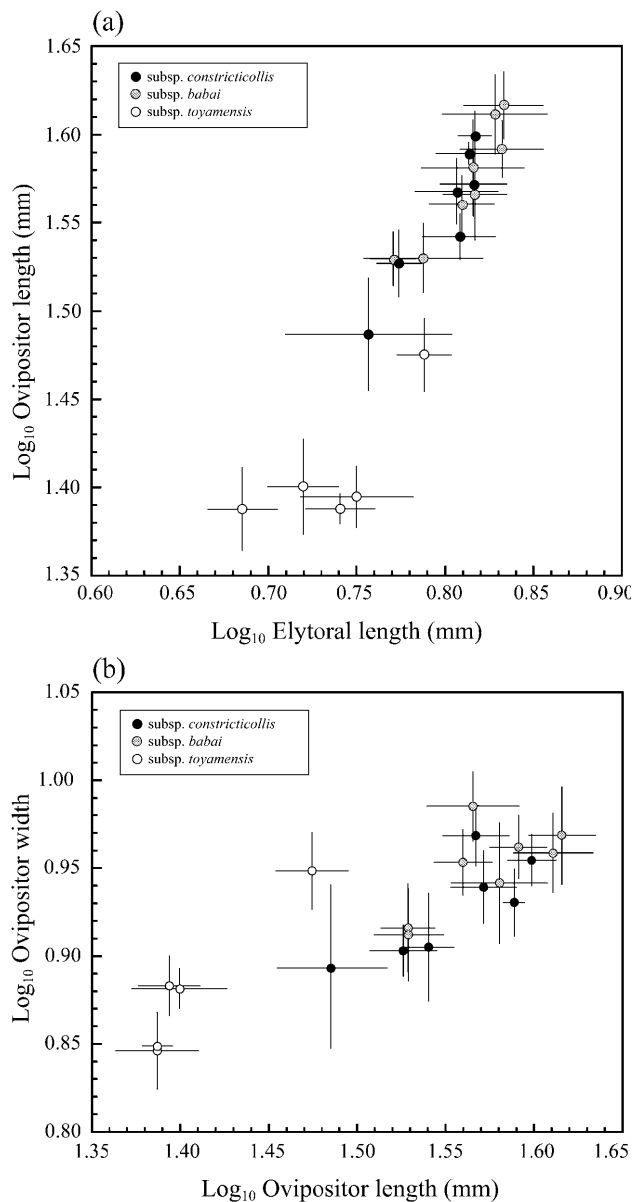 (a)
1.65
1.60
1.55
1.50
1.45
1.40
1.35
Log₁₀ Ovipositor length (mm)
subsp. constricticollis
subsp. babai
subsp. toyamensis
0.60 0.65 0.70 0.75 0.80 0.85 0.90
Log₁₀ Elytoral length (mm)
(b)
1.05
1.00
0.95
0.90
0.85
0.80
Log₁₀ Ovipositor width
subsp. constricticollis
subsp. babai
subsp. toyamensis
1.35 1.40 1.45 1.50 1.55 1.60 1.65
Log₁₀ Ovipositor length (mm)